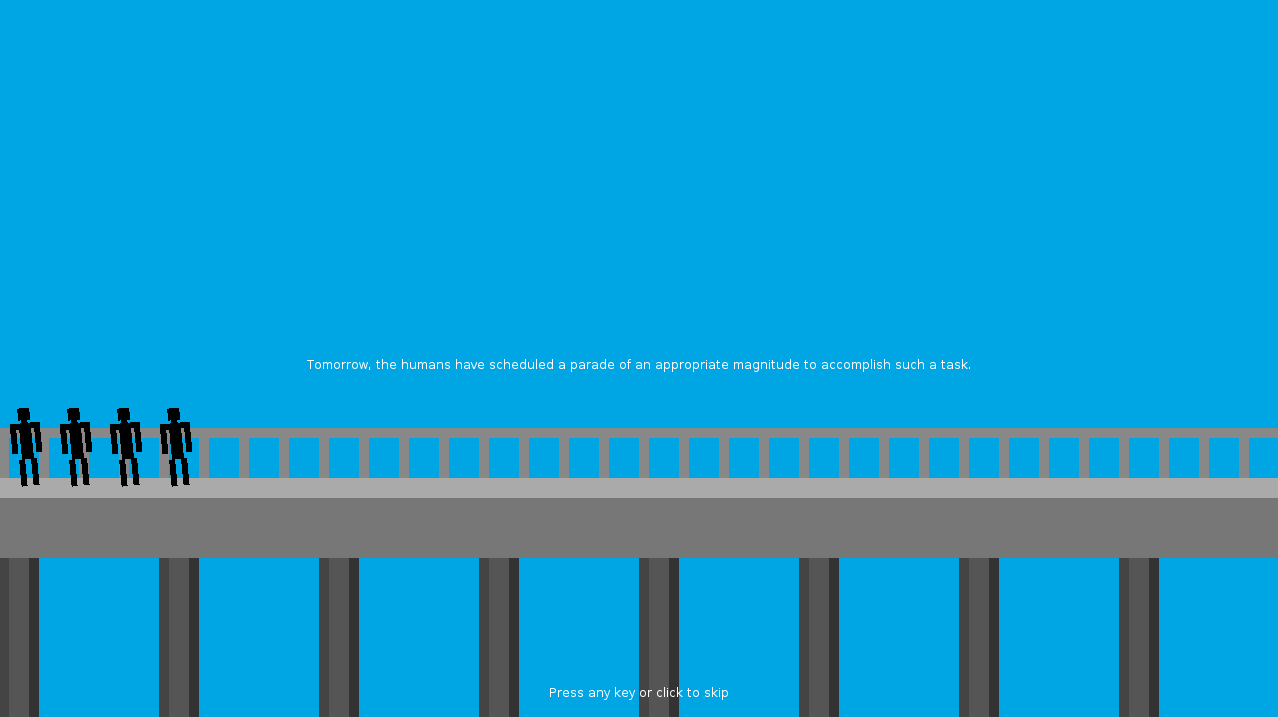 Tomorrow, the humans have scheduled a parade of an appropriate magnitude to accomplish such a task.
Press any key or click to skip